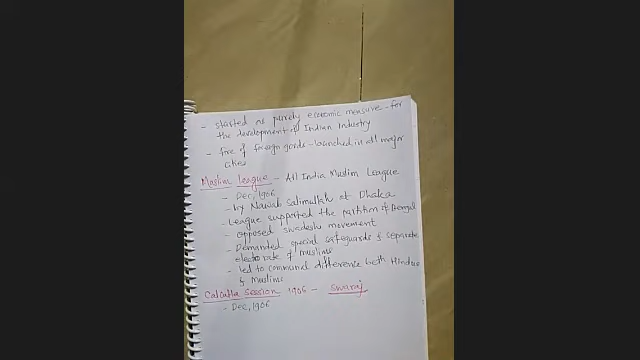 - started as purely economic measure - for
the development of Indian Industry
- fire of foreign goods - launched in all major
cities
Muslim league - All India Muslim League
- Dec, 1906
- by Nawab Salimullah at Dhaka
- League supported the partition of Bengal
- opposed swadeshi movement
- Demanded special safeguards & separate
electorate of muslims
- led to communal difference beth Hindus
& Muslims
Calcutta Session 1906 - Swaraj
- Dec, 1906